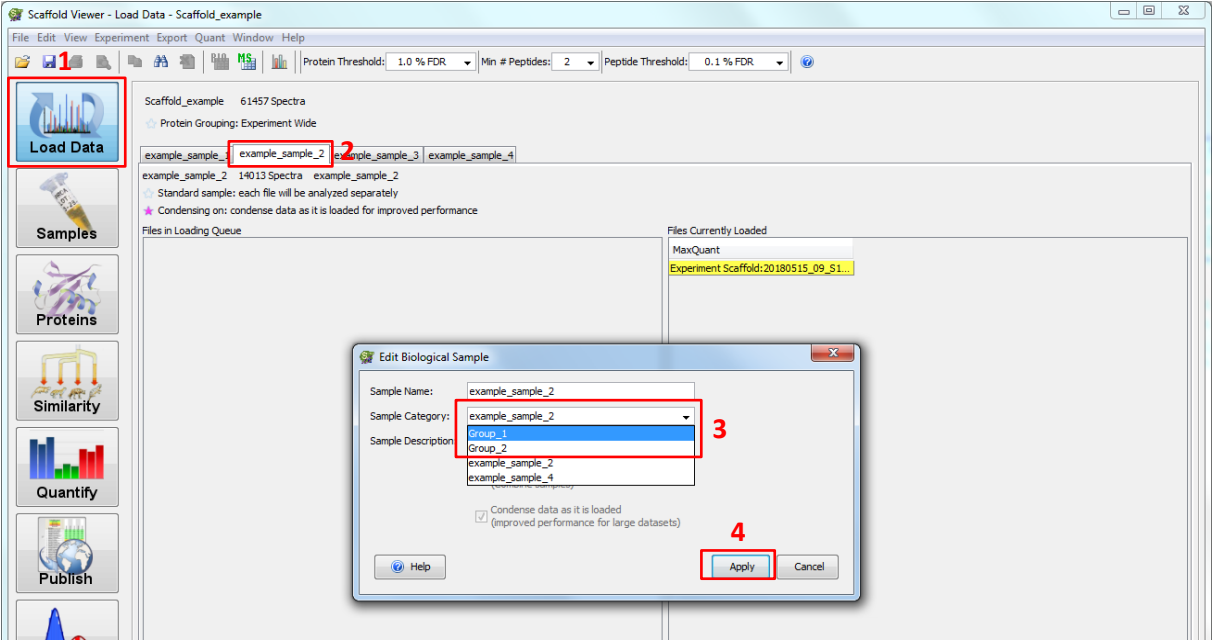 Scaffold Viewer - Load Data - Scaffold_example
File Edit View Experiment Export Quant Window Help
1
Protein Threshold: 1.0 % FDR Min # Peptides: 2 Peptide Threshold: 0.1 % FDR
Load Data
Samples
Proteins
Similarity
Quantify
Publish
Scaffold_example 61457 Spectra
Protein Grouping: Experiment Wide
example_sample_1 example_sample_2 2 example_sample_3 example_sample_4
example_sample_2 14013 Spectra example_sample_2
Standard sample: each file will be analyzed separately
Condensing on: condense data as it is loaded for improved performance
Files in Loading Queue
Files Currently Loaded
MaxQuant
Experiment Scaffold:20180515_09_S1...
Edit Biological Sample
Sample Name: example_sample_2
Sample Category: example_sample_2
3
Sample Description
Group_1
Group_2
example_sample_2
example_sample_4
(Combine samples)
Condense data as it is loaded
(improved performance for large datasets)
4
Help Apply Cancel